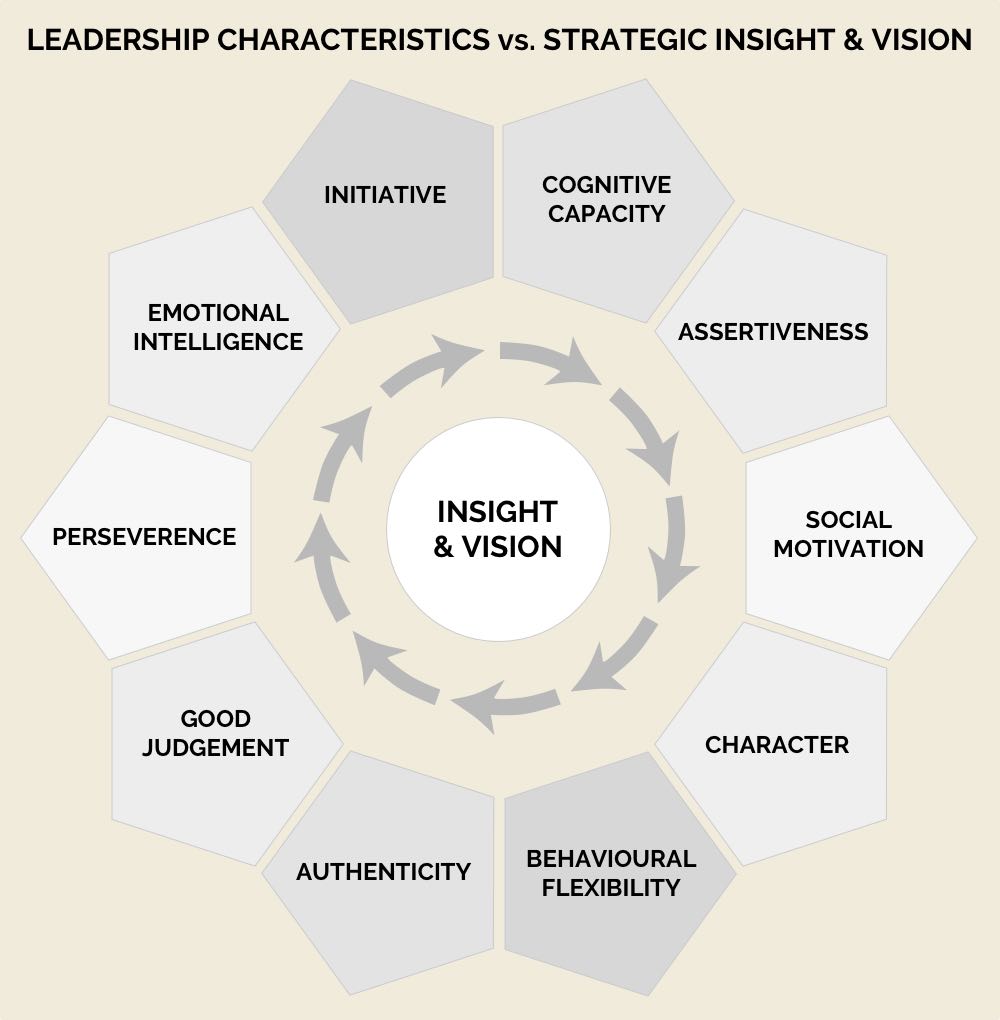 LEADERSHIP CHARACTERISTICS vs. STRATEGIC INSIGHT & VISION
INITIATIVE
COGNITIVE
CAPACITY
ASSERTIVENESS
SOCIAL
MOTIVATION
CHARACTER
BEHAVIOURAL
FLEXIBILITY
AUTHENTICITY
GOOD
JUDGEMENT
PERSEVERENCE
EMOTIONAL
INTELLIGENCE
INSIGHT
& VISION